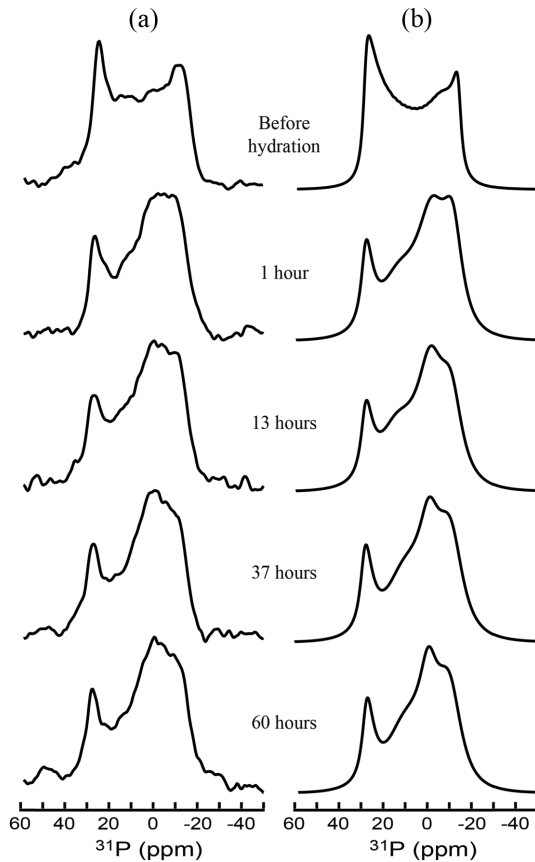 (a) (b)
Before
hydration
1 hour
13 hours
37 hours
60 hours
60 40 20 0 -20 -40 60 40 20 0 -20 -40
³¹P (ppm) ³¹P (ppm)